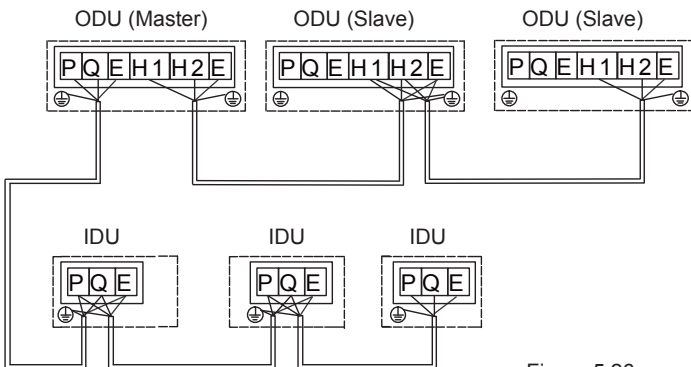 ODU (Master) ODU (Slave) ODU (Slave)
P Q E H1 H2 E P Q E H1 H2 E P Q E H1 H2 E
IDU IDU IDU
P Q E P Q E P Q E